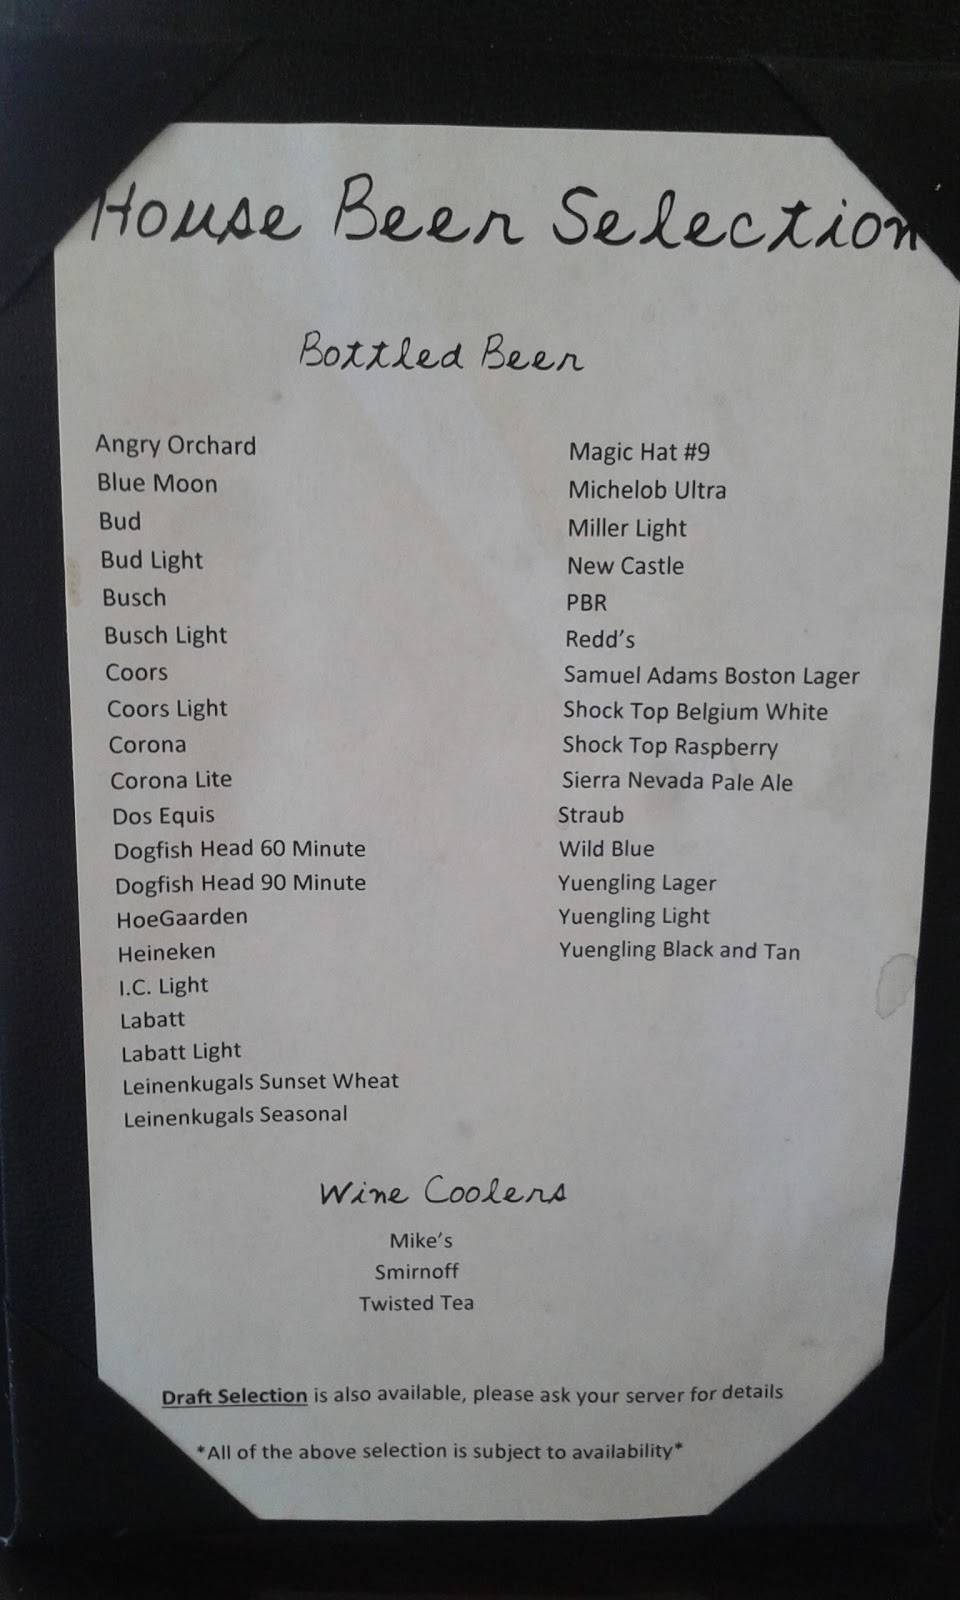 House Beer Selection
Bottled Beer
Angry Orchard
Blue Moon
Bud
Bud Light
Busch
Busch Light
Coors
Coors Light
Corona
Corona Lite
Dos Equis
Dogfish Head 60 Minute
Dogfish Head 90 Minute
HoeGaarden
Heineken
I.C. Light
Labatt
Labatt Light
Leinenkugals Sunset Wheat
Leinenkugals Seasonal
Magic Hat #9
Michelob Ultra
Miller Light
New Castle
PBR
Redd's
Samuel Adams Boston Lager
Shock Top Belgium White
Shock Top Raspberry
Sierra Nevada Pale Ale
Straub
Wild Blue
Yuengling Lager
Yuengling Light
Yuengling Black and Tan
Wine Coolers
Mike's
Smirnoff
Twisted Tea
Draft Selection is also available, please ask your server for details
*All of the above selection is subject to availability*